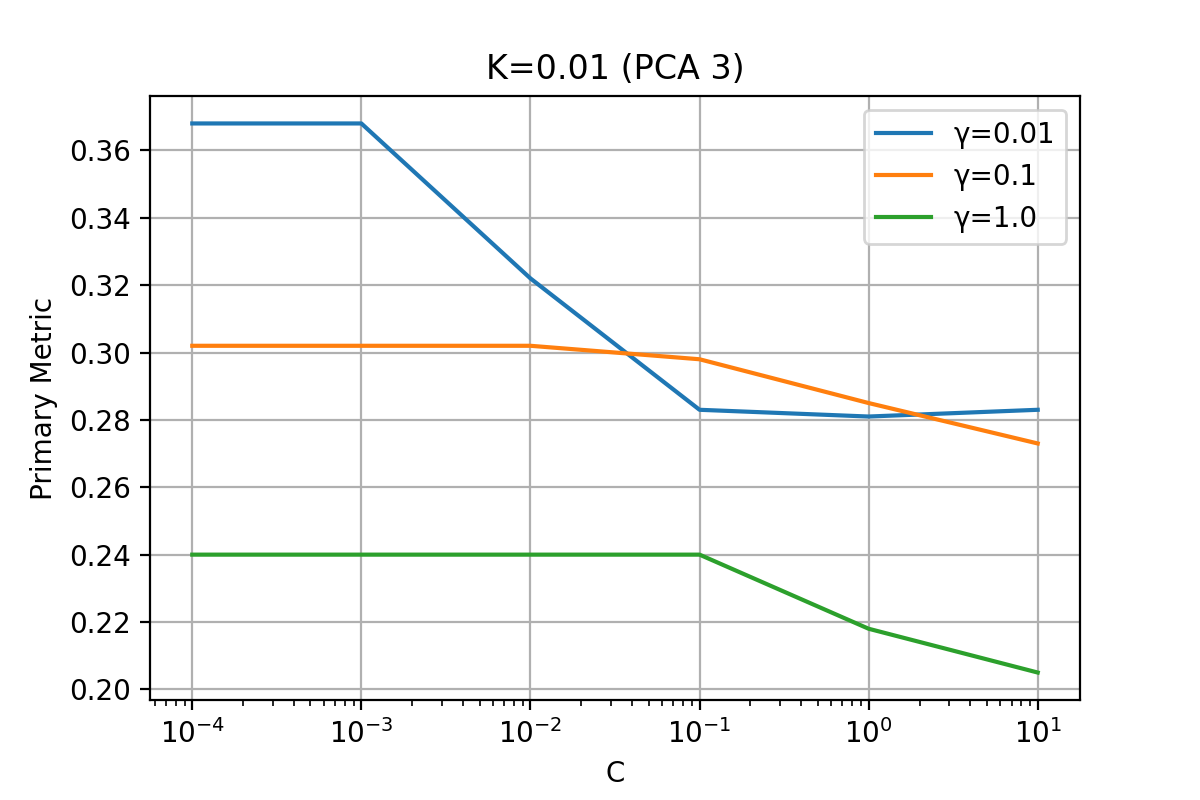 K=0.01 (PCA 3)
γ=0.01
γ=0.1
γ=1.0
Primary Metric
0.36
0.34
0.32
0.30
0.28
0.26
0.24
0.22
0.20
10⁻⁴ 10⁻³ 10⁻² 10⁻¹ 10⁰ 10¹
C